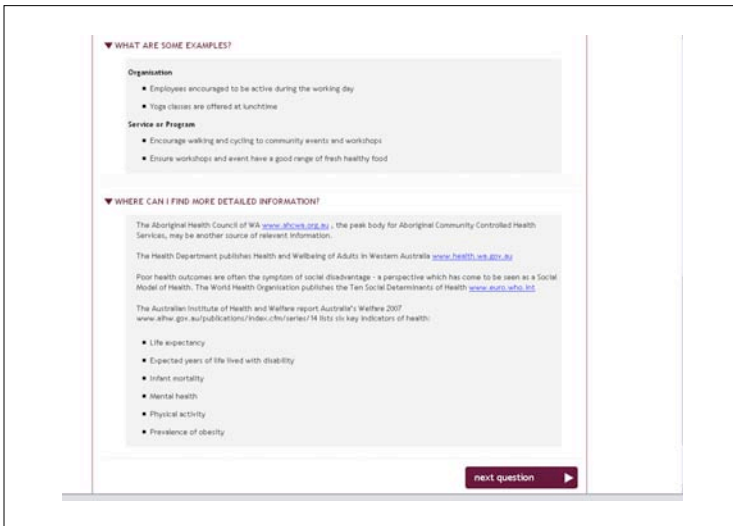 WHAT ARE SOME EXAMPLES?
Organisation
Employees encouraged to be active during the working day
Yoga classes are offered at lunchtime
Service or Program
Encourage walking and cycling to community events and workshops
Ensure workshops and event have a good range of fresh healthy food
WHERE CAN I FIND MORE DETAILED INFORMATION?
The Aboriginal Health Council of WA www.ahcwa.org.au , the peak body for Aboriginal Community Controlled Health
Services, may be another source of relevant information.
The Health Department publishes Health and Wellbeing of Adults in Western Australia www.health.wa.gov.au
Poor health outcomes are often the symptom of social disadvantage - a perspective which has come to be seen as a Social
Model of Health. The World Health Organisation publishes the Ten Social Determinants of Health www.euro.who.int
The Australian Institute of Health and Welfare report Australia's Welfare 2007
www.aihw.gov.au/publications/index.cfm/series/14 lists six key indicators of health:
Life expectancy
Expected years of life lived with disability
Infant mortality
Mental health
Physical activity
Prevalence of obesity
next question